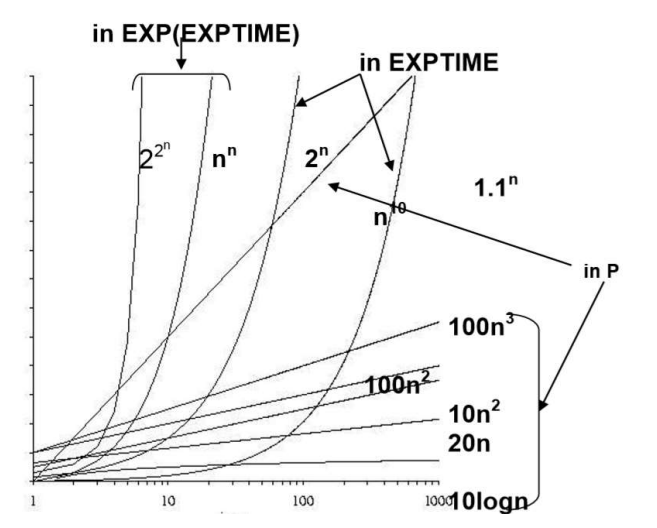 in EXP(EXPTIME)
in EXPTIME
2^2^n
n^n
2^n
1.1^n
n^10
in P
100n^3
100n^2
10n^2
20n
1
10
100
1000
10logn